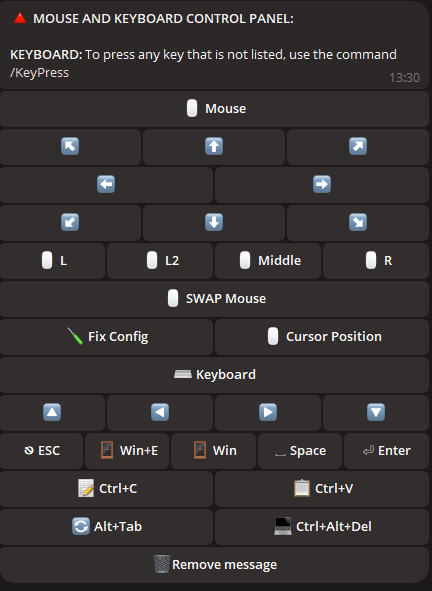 MOUSE AND KEYBOARD CONTROL PANEL:
KEYBOARD: To press any key that is not listed, use the command
/KeyPress
13:30
Mouse
L L2 Middle R
SWAP Mouse
Fix Config Cursor Position
Keyboard
ESC Win+E Win Space Enter
Ctrl+C Ctrl+V
Alt+Tab Ctrl+Alt+Del
Remove message